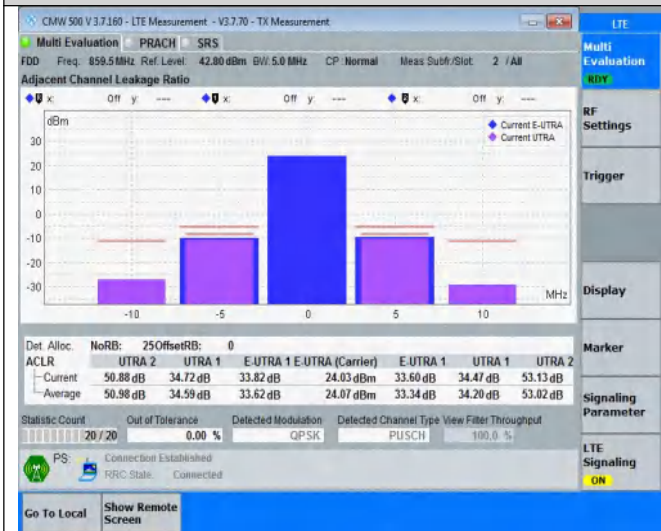 CMW 500 V 3.7.160 - LTE Measurement - V3.7.70 - TX Measurement
LTE
Multi Evaluation PRACH SRS
Multi Evaluation
RDY
FDD Freq. 859.5 MHz Ref. Level: 42.80 dBm BW: 5.0 MHz CP: Normal Meas Subfr./Slot: 2 / All
Adjacent Channel Leakage Ratio
x: Off y: --- x: Off y: --- x: Off y: ---
RF Settings
dBm
Current E-UTRA
Current UTRA
30
20
10
0
-10
-20
-30
MHz
-10 -5 0 5 10
Trigger
Display
Det. Alloc. NoRB: 25 OffsetRB: 0
Marker
ACLR UTRA 2 UTRA 1 E-UTRA 1 E-UTRA (Carrier) E-UTRA 1 UTRA 1 UTRA 2
Current 50.88 dB 34.72 dB 33.82 dB 24.03 dBm 33.60 dB 34.47 dB 53.13 dB
Average 50.98 dB 34.59 dB 33.62 dB 24.07 dBm 33.34 dB 34.20 dB 53.02 dB
Signaling Parameter
Statistic Count Out of Tolerance Detected Modulation Detected Channel Type View Filter Throughput
20 / 20 0.00 % QPSK PUSCH 100.0 %
PS: Connection Established
RRC State: Connected
LTE Signaling
ON
Go To Local
Show Remote Screen